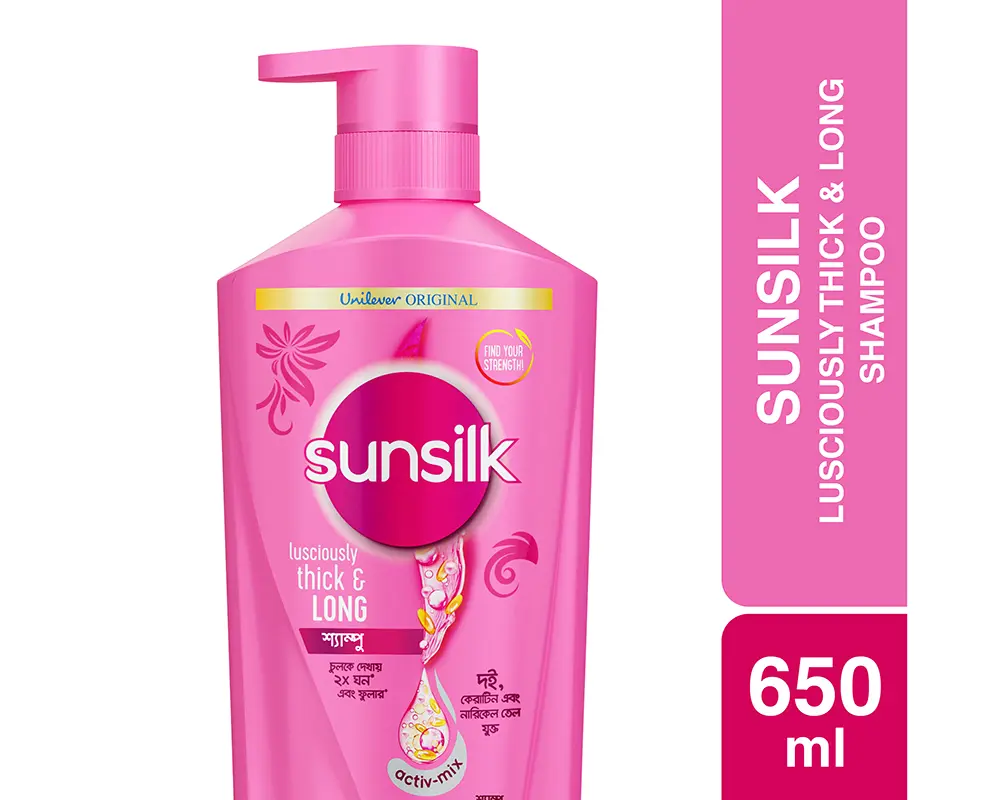 Unilever ORIGINAL
FIND YOUR
STRENGTH!
sunsilk
lusciously
thick &
LONG
শ্যাম্পু
চুলকে দেখায়
২x ঘন*
এবং ফুলার*
দই,
কেরাটিন এবং
নারিকেল তেল
যুক্ত
activ-mix
শ্যাম্পু
SUNSILK
LUSCIOUSLY THICK & LONG
SHAMPOO
650
ml